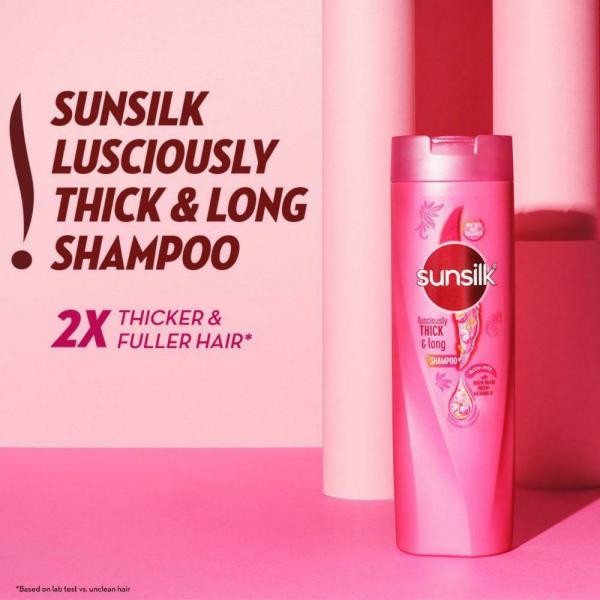 SUNSILK
LUSCIOUSLY
THICK & LONG
SHAMPOO
2X THICKER &
FULLER HAIR*
sunsilk
lusciously
THICK
& long
SHAMPOO
*Based on lab test vs. unclean hair